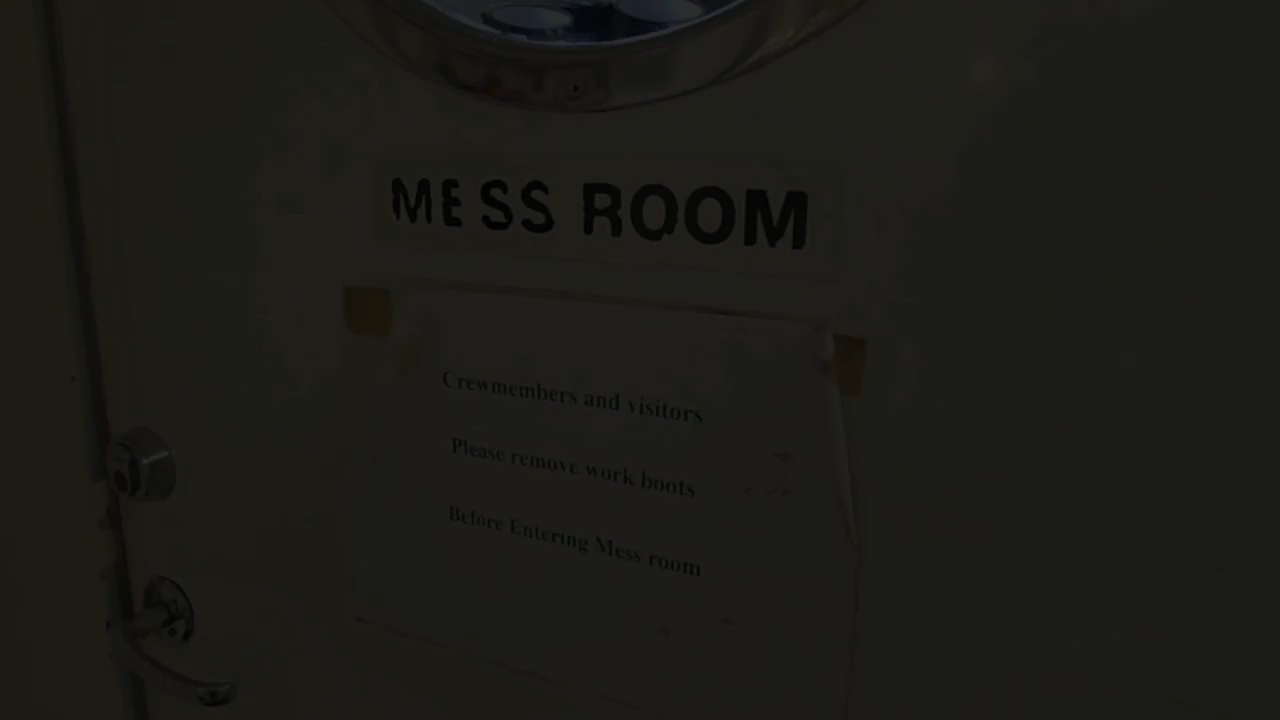 MESS ROOM
Crewmembers and visitors
Please remove work boots
Before Entering Mess room